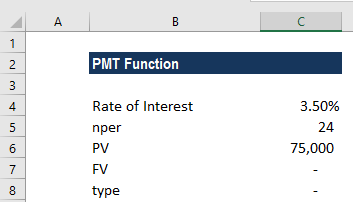 A B C
1
2 PMT Function
3
4 Rate of Interest 3.50%
5 nper 24
6 PV 75,000
7 FV -
8 type -